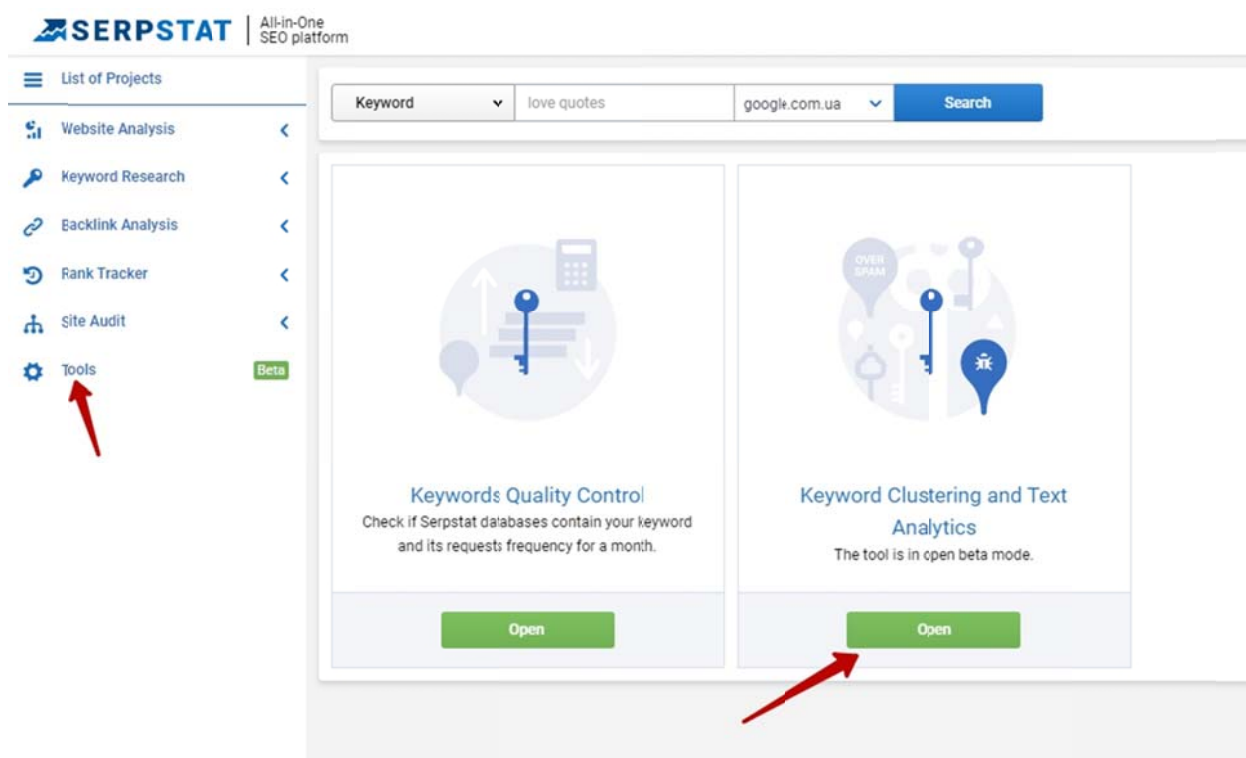 SERPSTAT
All-in-One
SEO platform
List of Projects
Website Analysis
Keyword Research
Backlink Analysis
Rank Tracker
Site Audit
Tools
Beta
Keyword
love quotes
google.com.ua
Search
OVER
SPAM
Keywords Quality Control
Check if Serpstat databases contain your keyword
and its requests frequency for a month.
Open
Keyword Clustering and Text
Analytics
The tool is in open beta mode.
Open